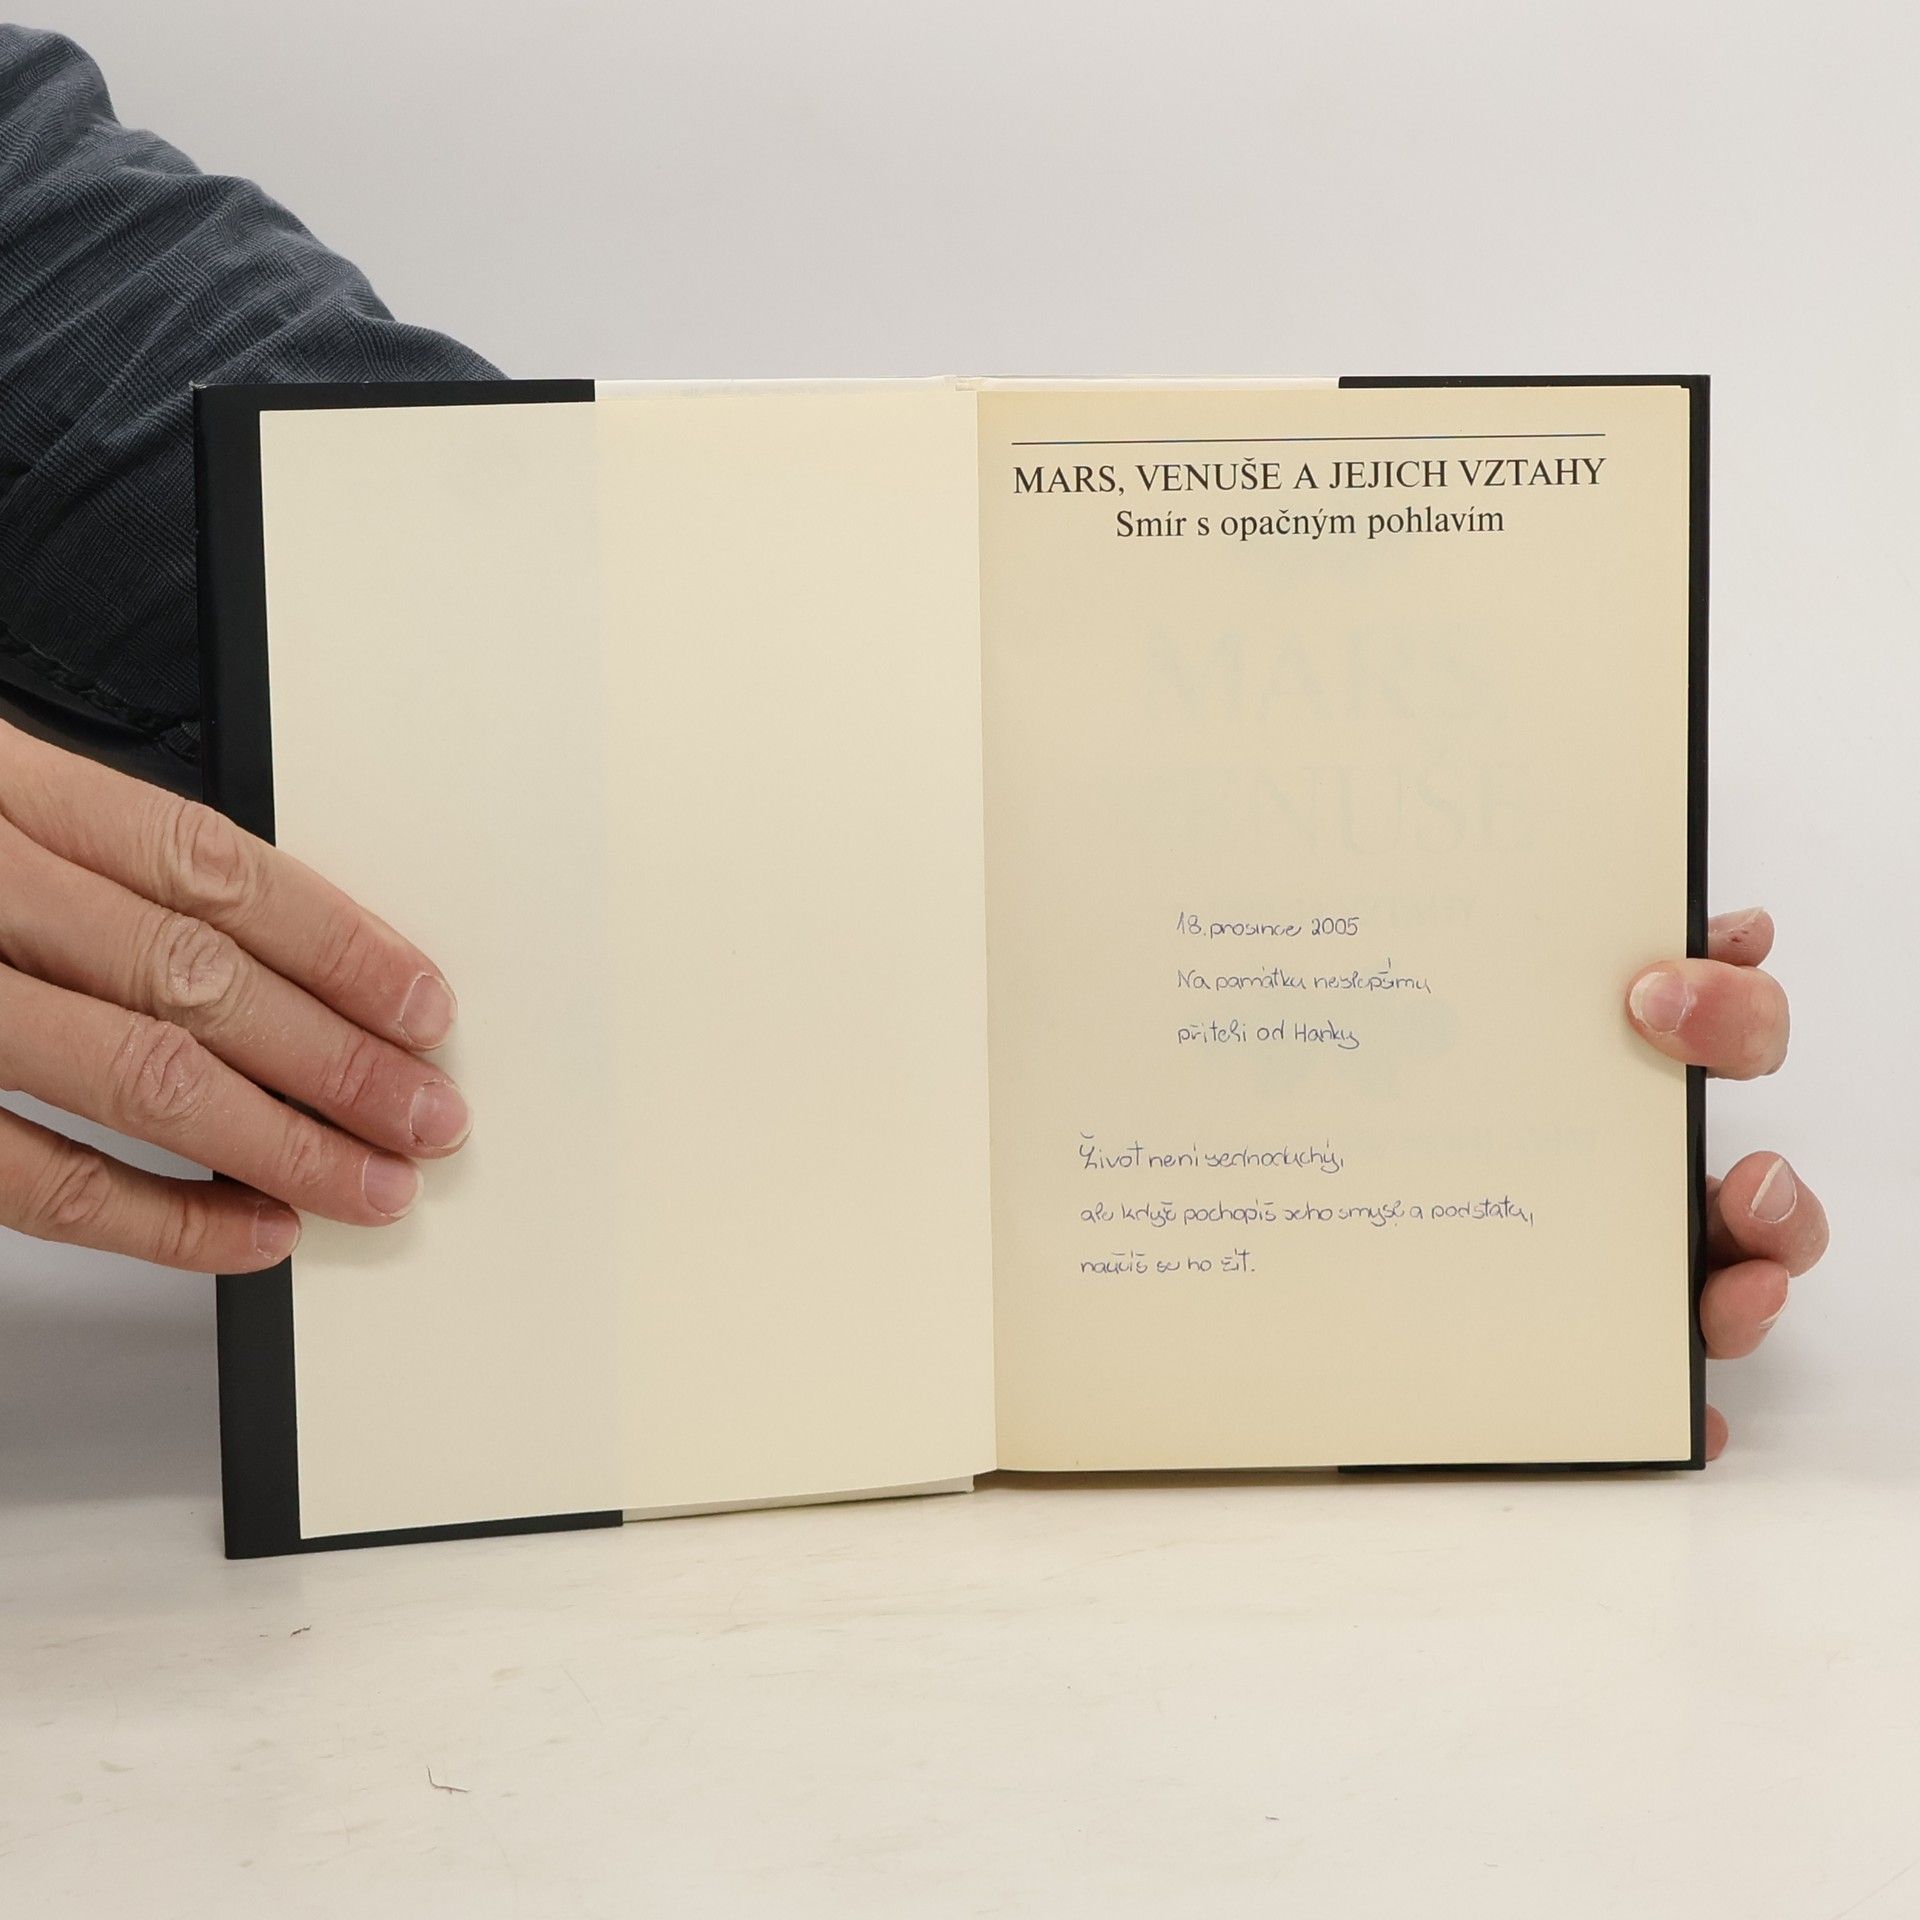 MARS, VENUŠE A JEJICH VZTAHY
Smír s opačným pohlavím
18. prosince 2005
Na památku nejlepšímu
příteli od Hanky
Život není jednoduchý,
ale když pochopíš jeho smysl a podstatu,
naučíš se ho žít.